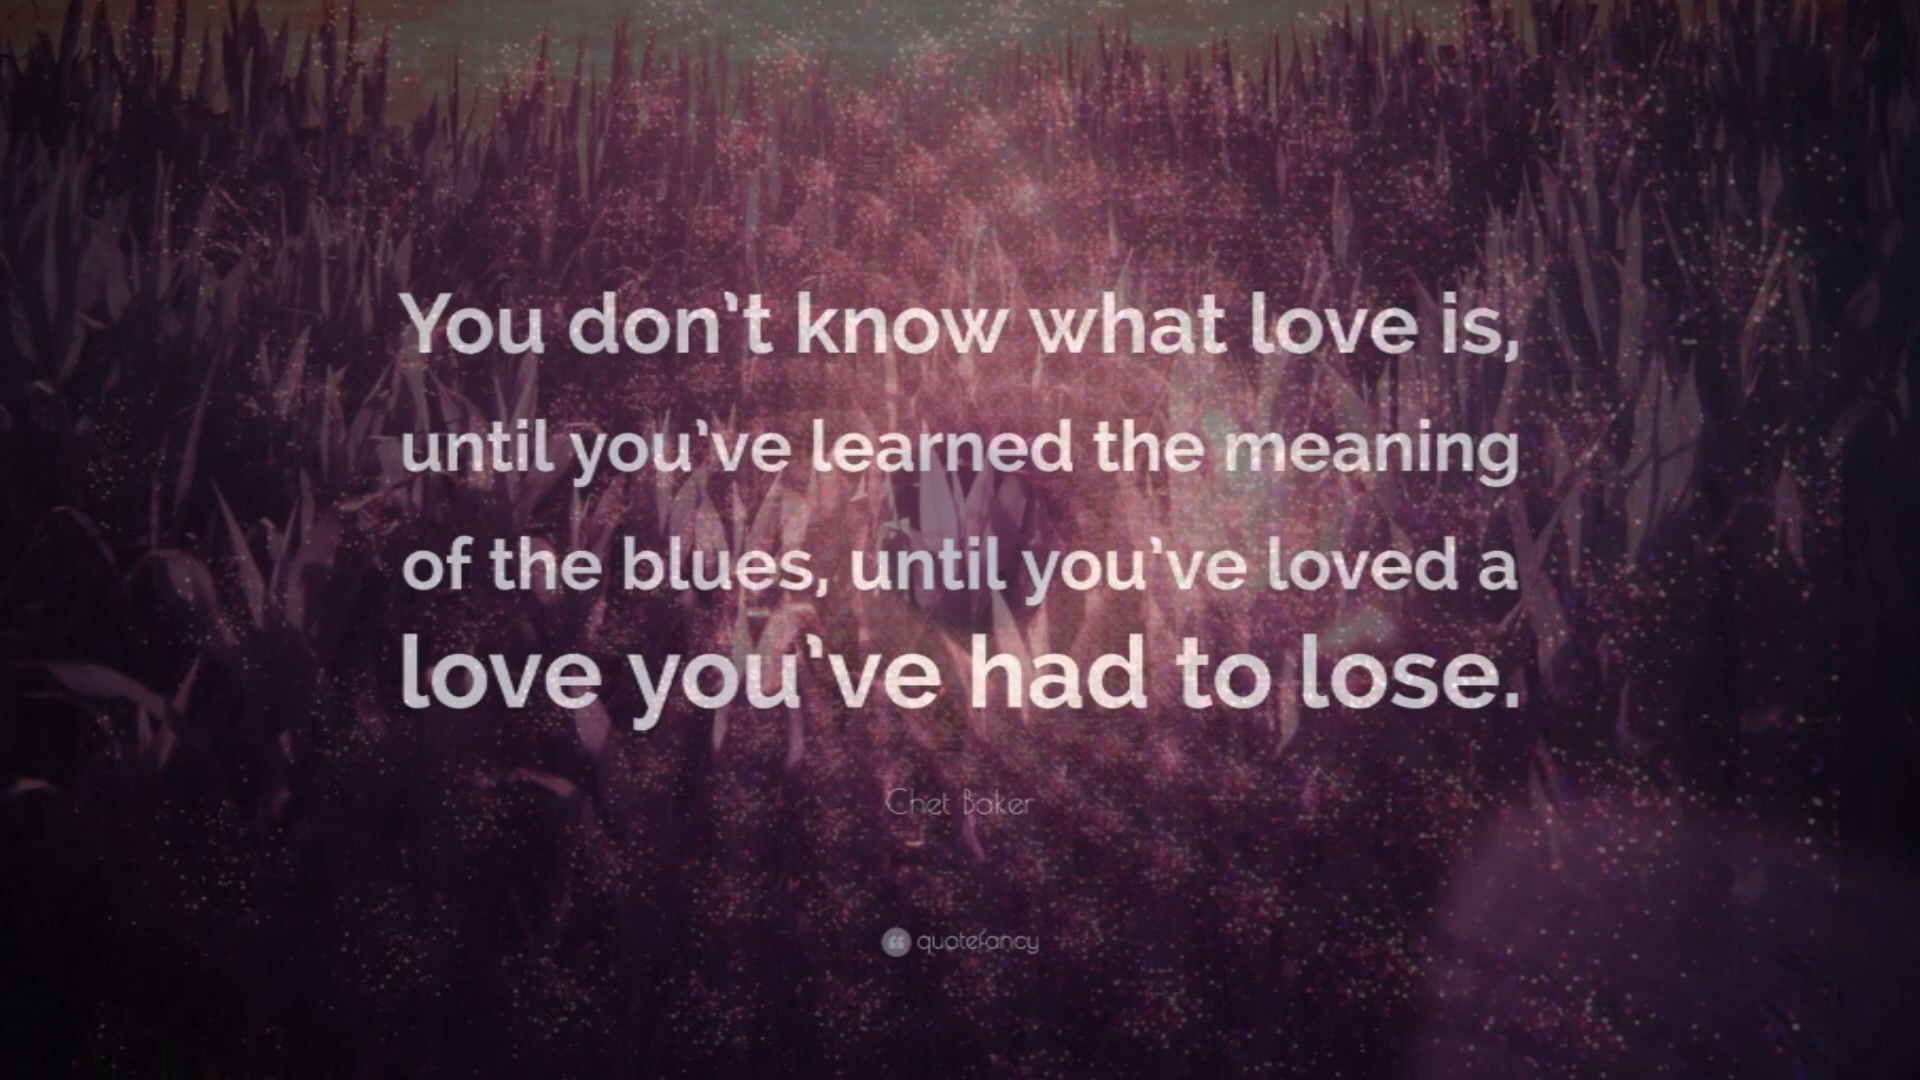 You don't know what love is,
until you've learned the meaning
of the blues, until you've loved a
love you've had to lose.
Chet Baker
quotefancy